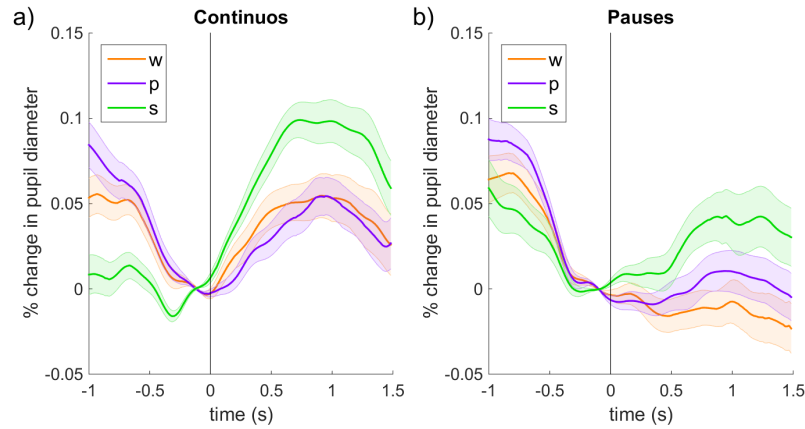 a)
Continuos
% change in pupil diameter
0.15
0.1
0.05
0
-0.05
w
p
s
-1
-0.5
0
0.5
1
1.5
time (s)
b)
Pauses
% change in pupil diameter
0.15
0.1
0.05
0
-0.05
w
p
s
-1
-0.5
0
0.5
1
1.5
time (s)